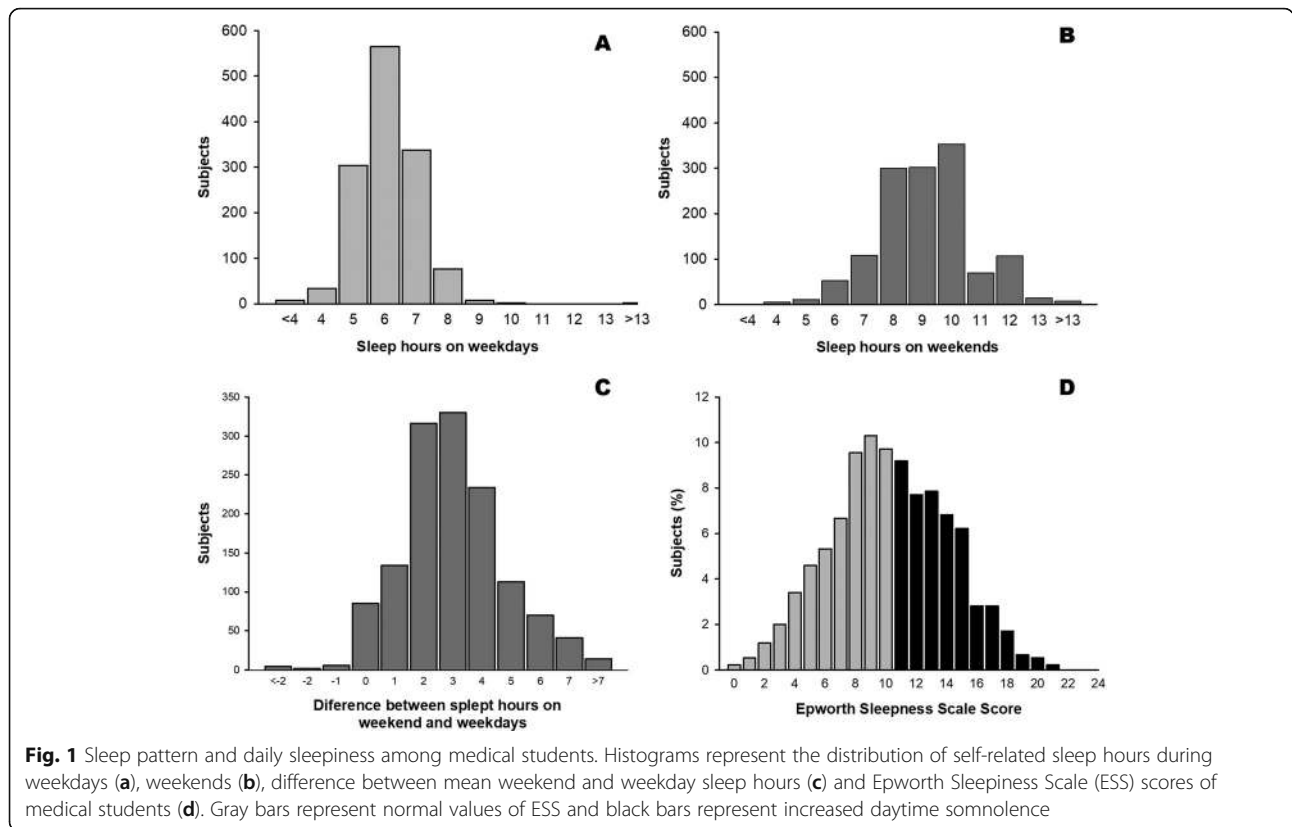 A
600
500
400
300
200
100
0
Subjects
<4 4 5 6 7 8 9 10 11 12 13 >13
Sleep hours on weekdays
B
600
500
400
300
200
100
0
Subjects
<4 4 5 6 7 8 9 10 11 12 13 >13
Sleep hours on weekends
C
350
300
250
200
150
100
50
0
Subjects
<-2 -2 -1 0 1 2 3 4 5 6 7 >7
Diference between splept hours on
weekend and weekdays
D
12
10
8
6
4
2
0
Subjects (%)
0 2 4 6 8 10 12 14 16 18 20 22 24
Epworth Sleepness Scale Score
Fig. 1 Sleep pattern and daily sleepiness among medical students. Histograms represent the distribution of self-related sleep hours during
weekdays (a), weekends (b), difference between mean weekend and weekday sleep hours (c) and Epworth Sleepiness Scale (ESS) scores of
medical students (d). Gray bars represent normal values of ESS and black bars represent increased daytime somnolence